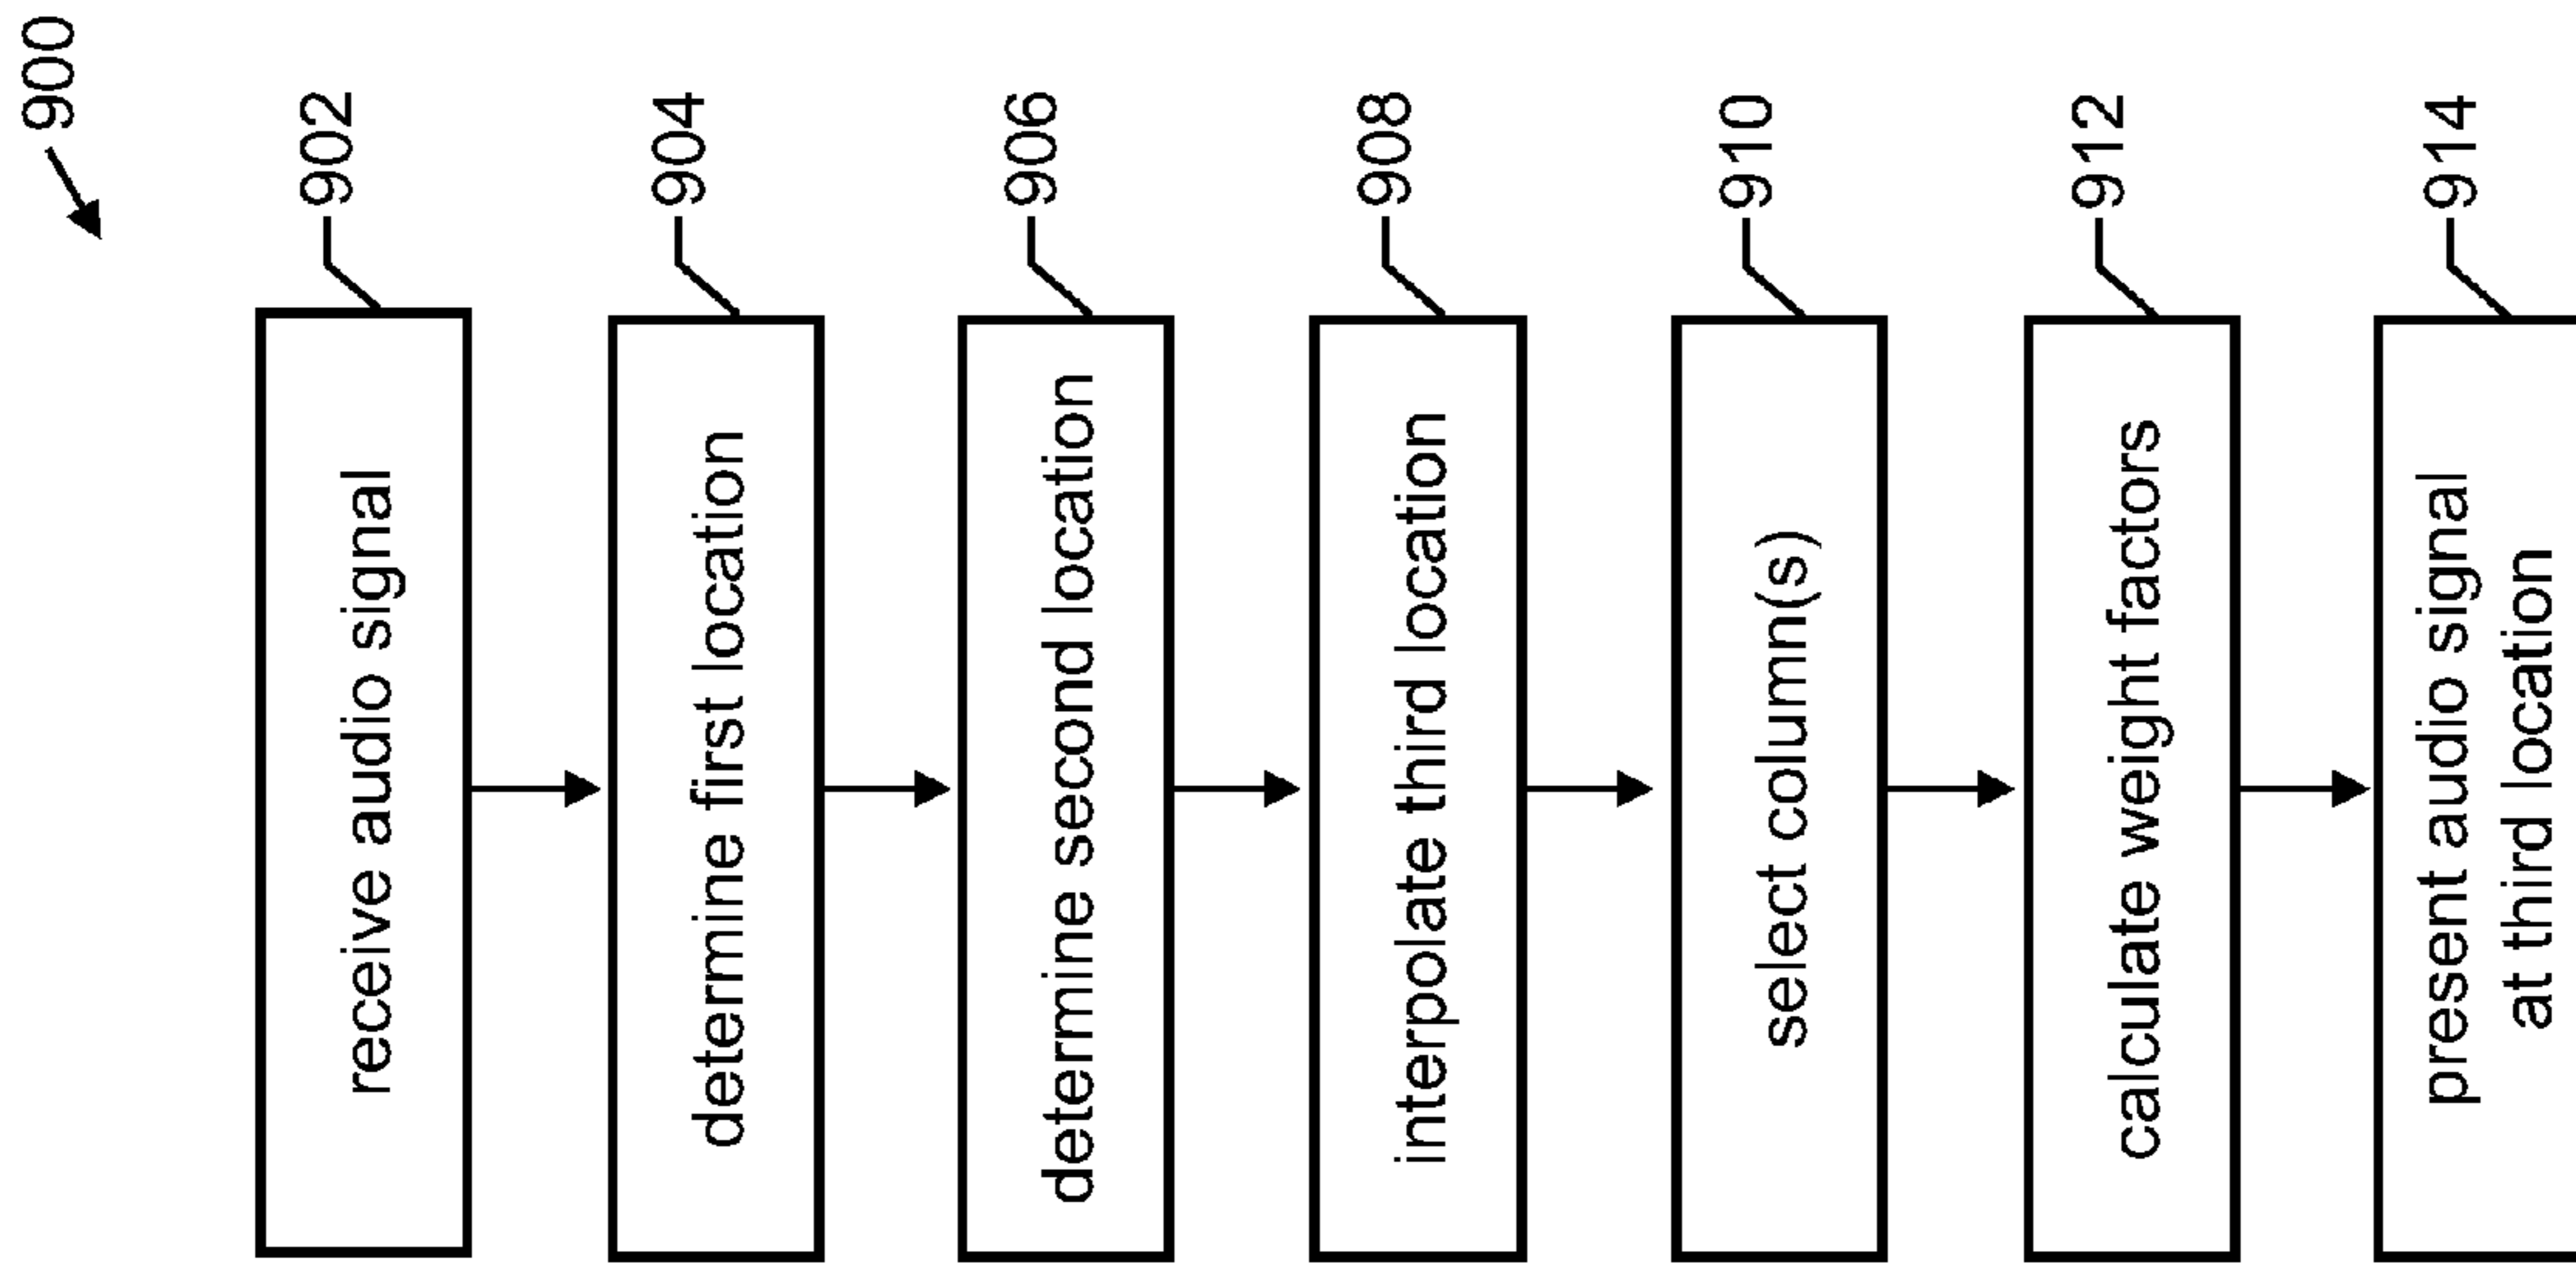 900
902
receive audio signal
904
determine first location
906
determine second location
908
interpolate third location
910
select column(s)
912
calculate weight factors
914
present audio signal
at third location